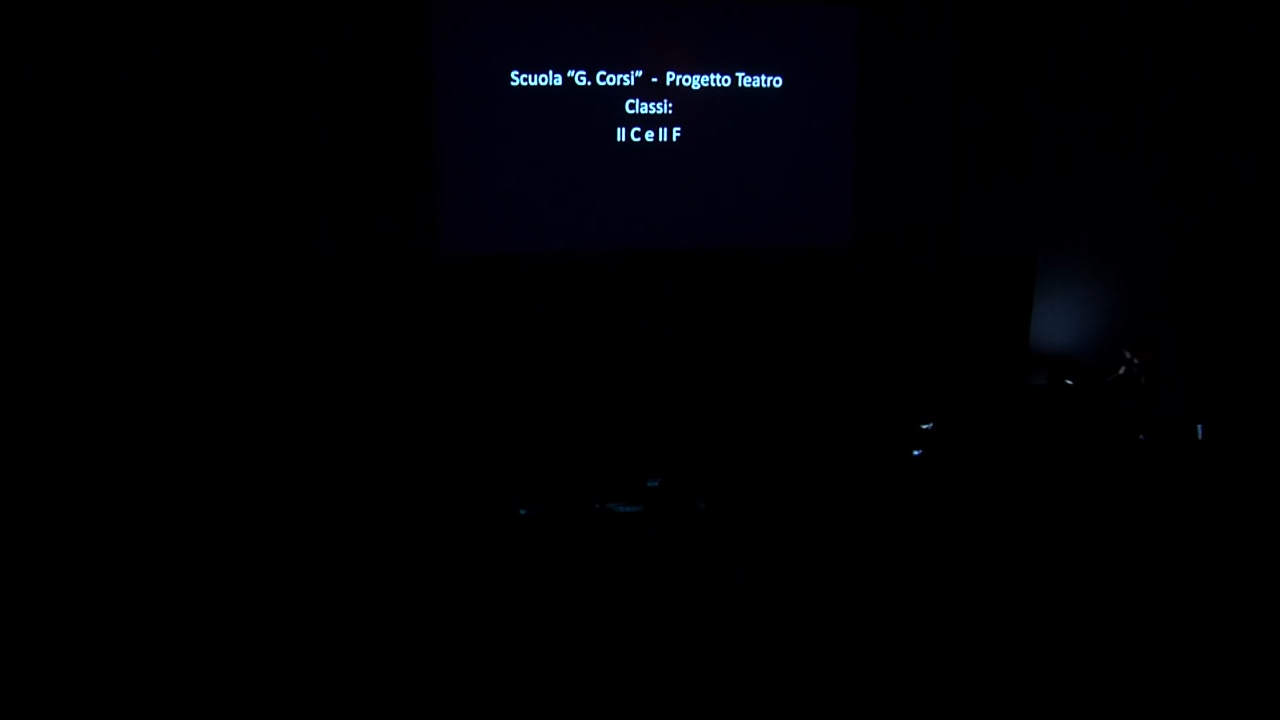 Scuola “G. Corsi” - Progetto Teatro
Classi:
II C e II F